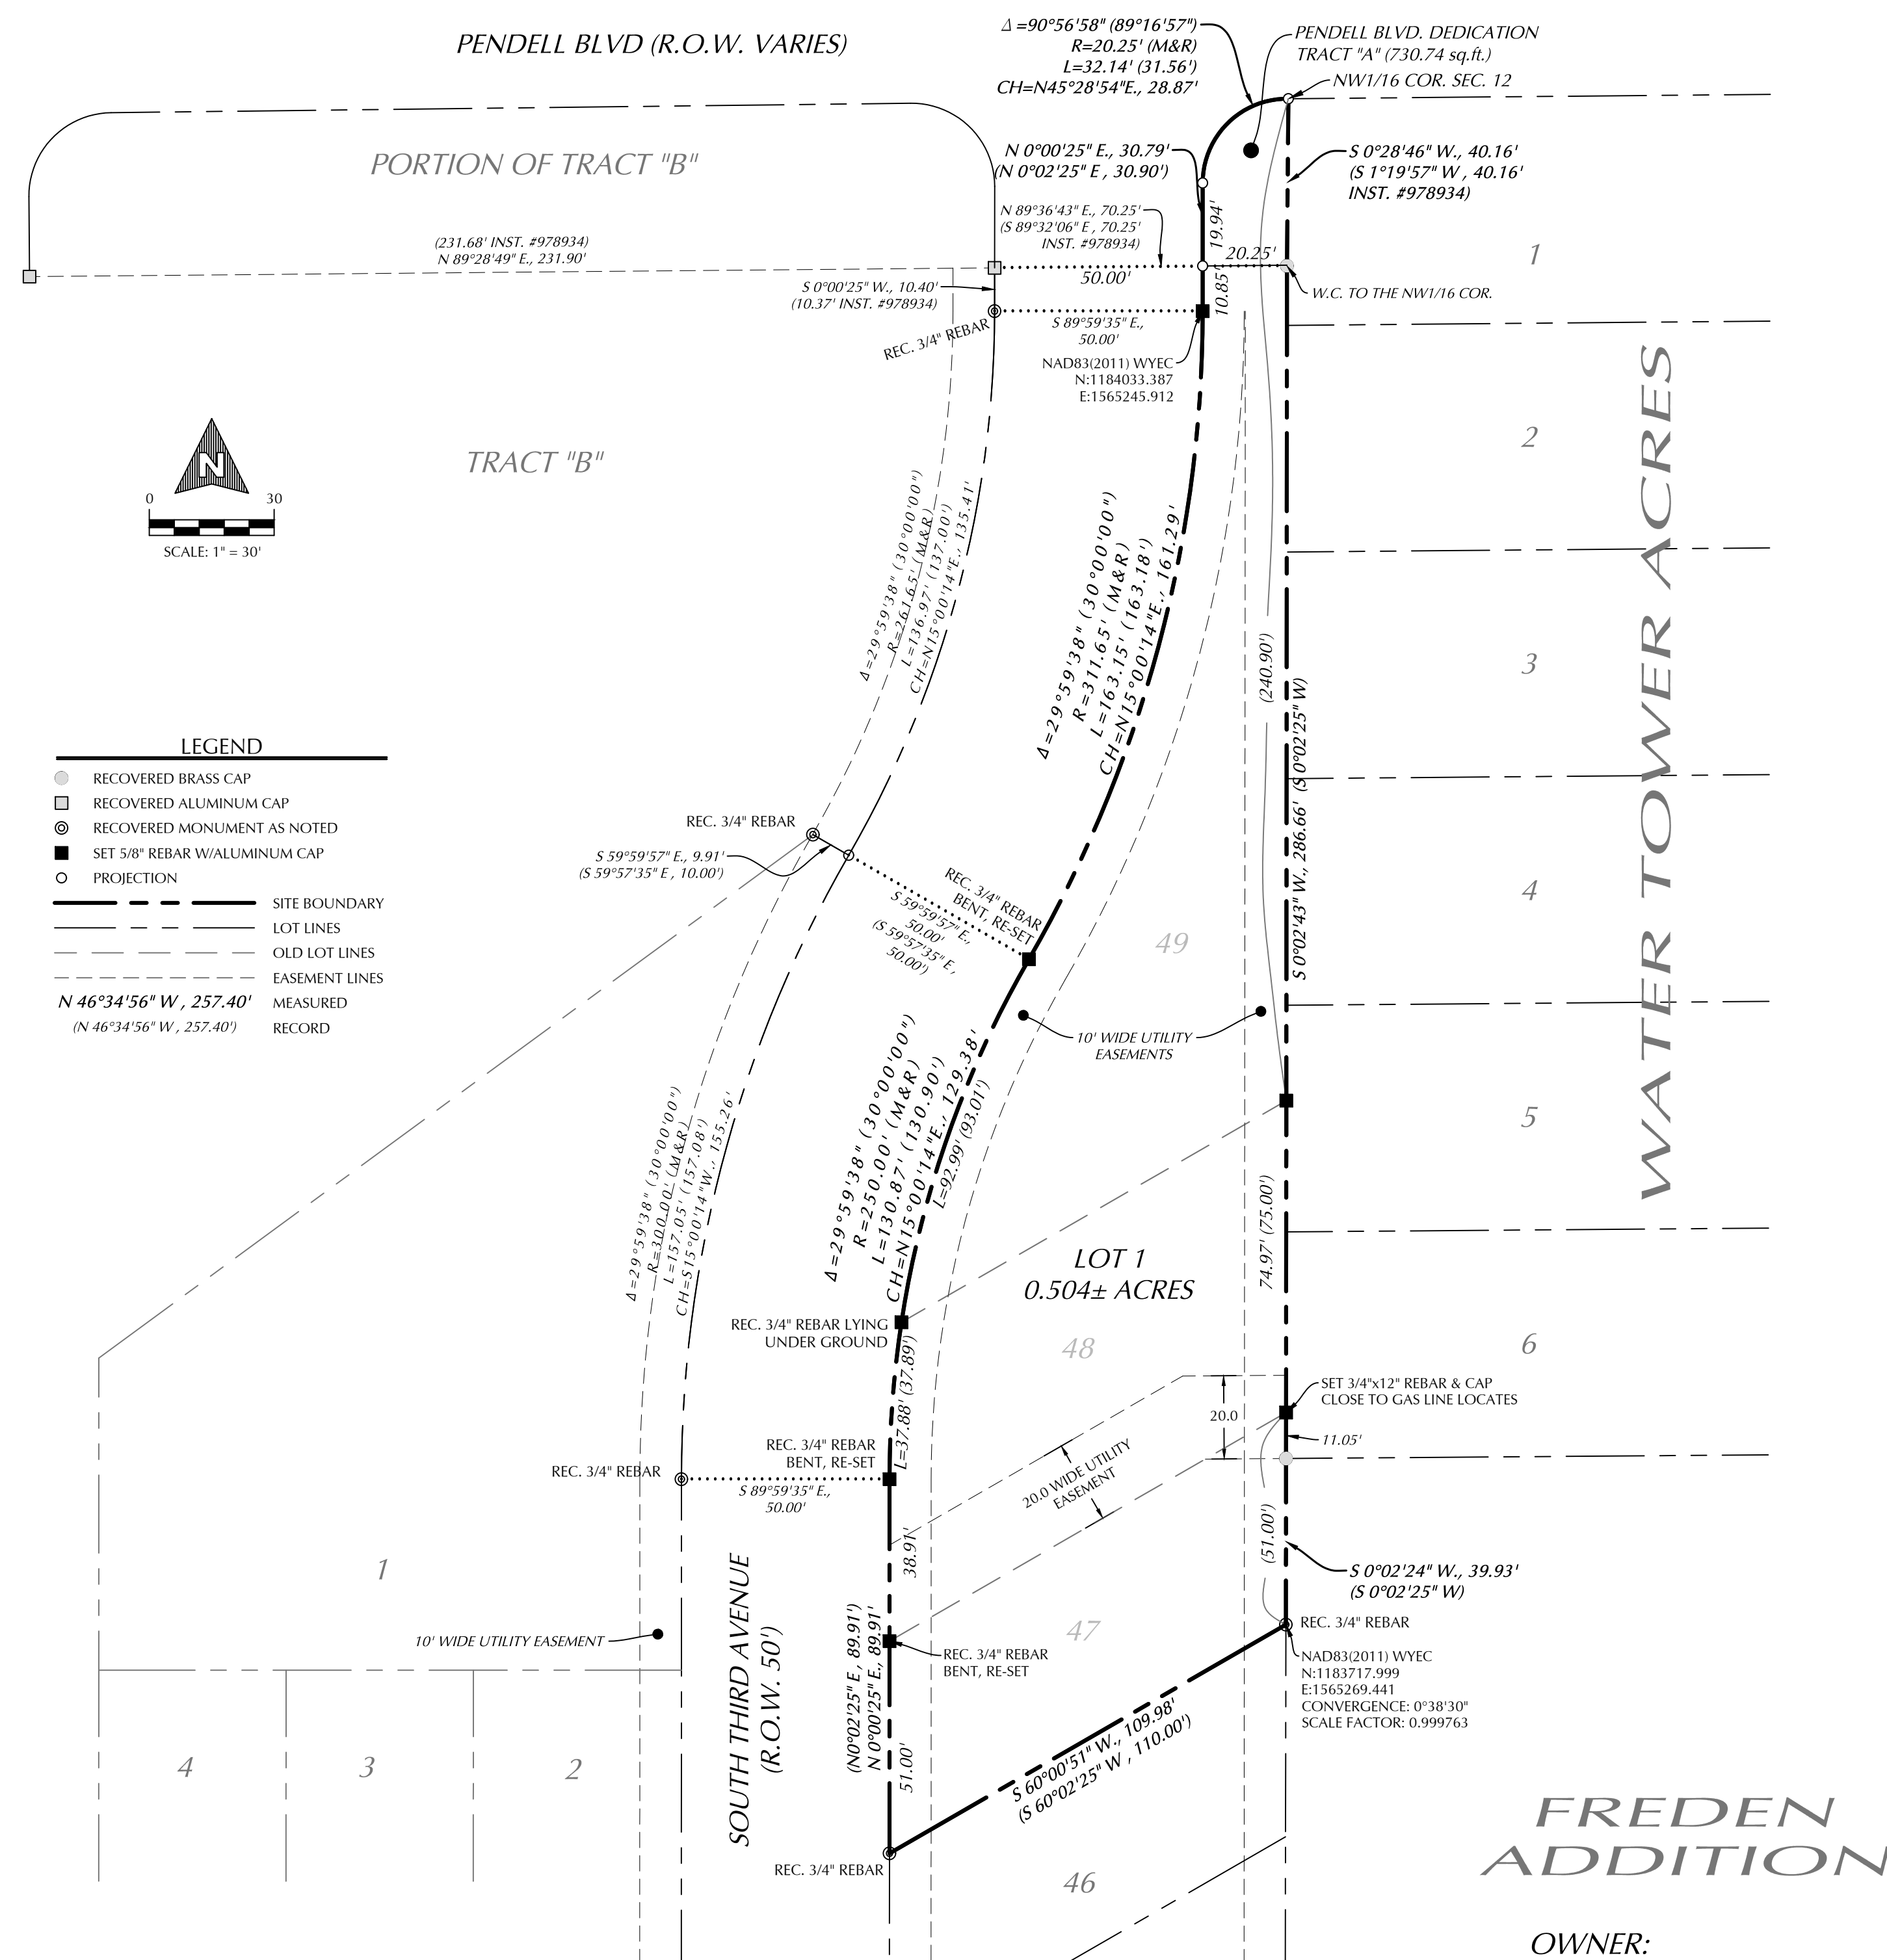 PENDELL BLVD (R.O.W. VARIES)
Δ =90°56'58" (89°16'57")
R=20.25' (M&R)
L=32.14' (31.56')
CH=N45°28'54"E., 28.87'
PENDELL BLVD. DEDICATION
TRACT "A" (730.74 sq.ft.)
NW1/16 COR. SEC. 12
PORTION OF TRACT "B"
N 0°00'25" E., 30.79'
(N 0°02'25" E , 30.90')
S 0°28'46" W., 40.16'
(S 1°19'57" W , 40.16'
INST. #978934)
N 89°36'43" E., 70.25'
(S 89°32'06" E , 70.25'
INST. #978934)
19.94'
20.25'
50.00'
10.85'
1
(231.68' INST. #978934)
N 89°28'49" E., 231.90'
S 0°00'25" W., 10.40'
(10.37' INST. #978934)
W.C. TO THE NW1/16 COR.
REC. 3/4" REBAR
S 89°59'35" E.,
50.00'
NAD83(2011) WYEC
N:1184033.387
E:1565245.912
TRACT "B"
N
0 30
SCALE: 1" = 30'
2
WATER TOWER ACRES
Δ=29°59'38" (30°00'00")
R=261.65' (M&R)
L=136.97' (137.00')
CH=N15°00'14"E., 135.41'
Δ=29°59'38" (30°00'00")
R=311.65' (M&R)
L=163.15' (163.18')
CH=N15°00'14"E., 161.29'
(240.90')
S 0°02'43" W., 286.66' (S 0°02'25" W)
3
LEGEND
RECOVERED BRASS CAP
RECOVERED ALUMINUM CAP
RECOVERED MONUMENT AS NOTED
SET 5/8" REBAR W/ALUMINUM CAP
PROJECTION
SITE BOUNDARY
LOT LINES
OLD LOT LINES
EASEMENT LINES
N 46°34'56" W , 257.40' MEASURED
(N 46°34'56" W , 257.40') RECORD
REC. 3/4" REBAR
S 59°59'57" E., 9.91'
(S 59°57'35" E , 10.00')
REC. 3/4" REBAR
BENT, RE-SET
S 59°59'57" E.,
50.00'
(S 59°57'35" E ,
50.00')
49
4
10' WIDE UTILITY
EASEMENTS
5
Δ=29°59'38" (30°00'00")
R=300.00' (M&R)
L=157.05' (157.08')
CH=S15°00'14"W., 155.26'
Δ=29°59'38" (30°00'00")
R=250.00' (M&R)
L=130.87' (130.90')
CH=N15°00'14"E., 129.38'
L=92.99' (93.01')
74.97' (75.00')
LOT 1
0.504± ACRES
REC. 3/4" REBAR LYING
UNDER GROUND
48
6
L=37.88' (37.89')
SET 3/4"x12" REBAR & CAP
CLOSE TO GAS LINE LOCATES
20.0
11.05'
REC. 3/4" REBAR
BENT, RE-SET
REC. 3/4" REBAR
S 89°59'35" E.,
50.00'
20.0 WIDE UTILITY
EASEMENT
(51.00')
38.91'
S 0°02'24" W., 39.93'
(S 0°02'25" W)
1
10' WIDE UTILITY EASEMENT
SOUTH THIRD AVENUE
(R.O.W. 50')
(N0°02'25" E , 89.91')
N 0°00'25" E., 89.91'
47
REC. 3/4" REBAR
REC. 3/4" REBAR
BENT, RE-SET
NAD83(2011) WYEC
N:1183717.999
E:1565269.441
CONVERGENCE: 0°38'30"
SCALE FACTOR: 0.999763
S 60°00'51" W., 109.98'
(S 60°02'25" W , 110.00')
51.00'
4
3
2
REC. 3/4" REBAR
46
FREDEN
ADDITION
OWNER: